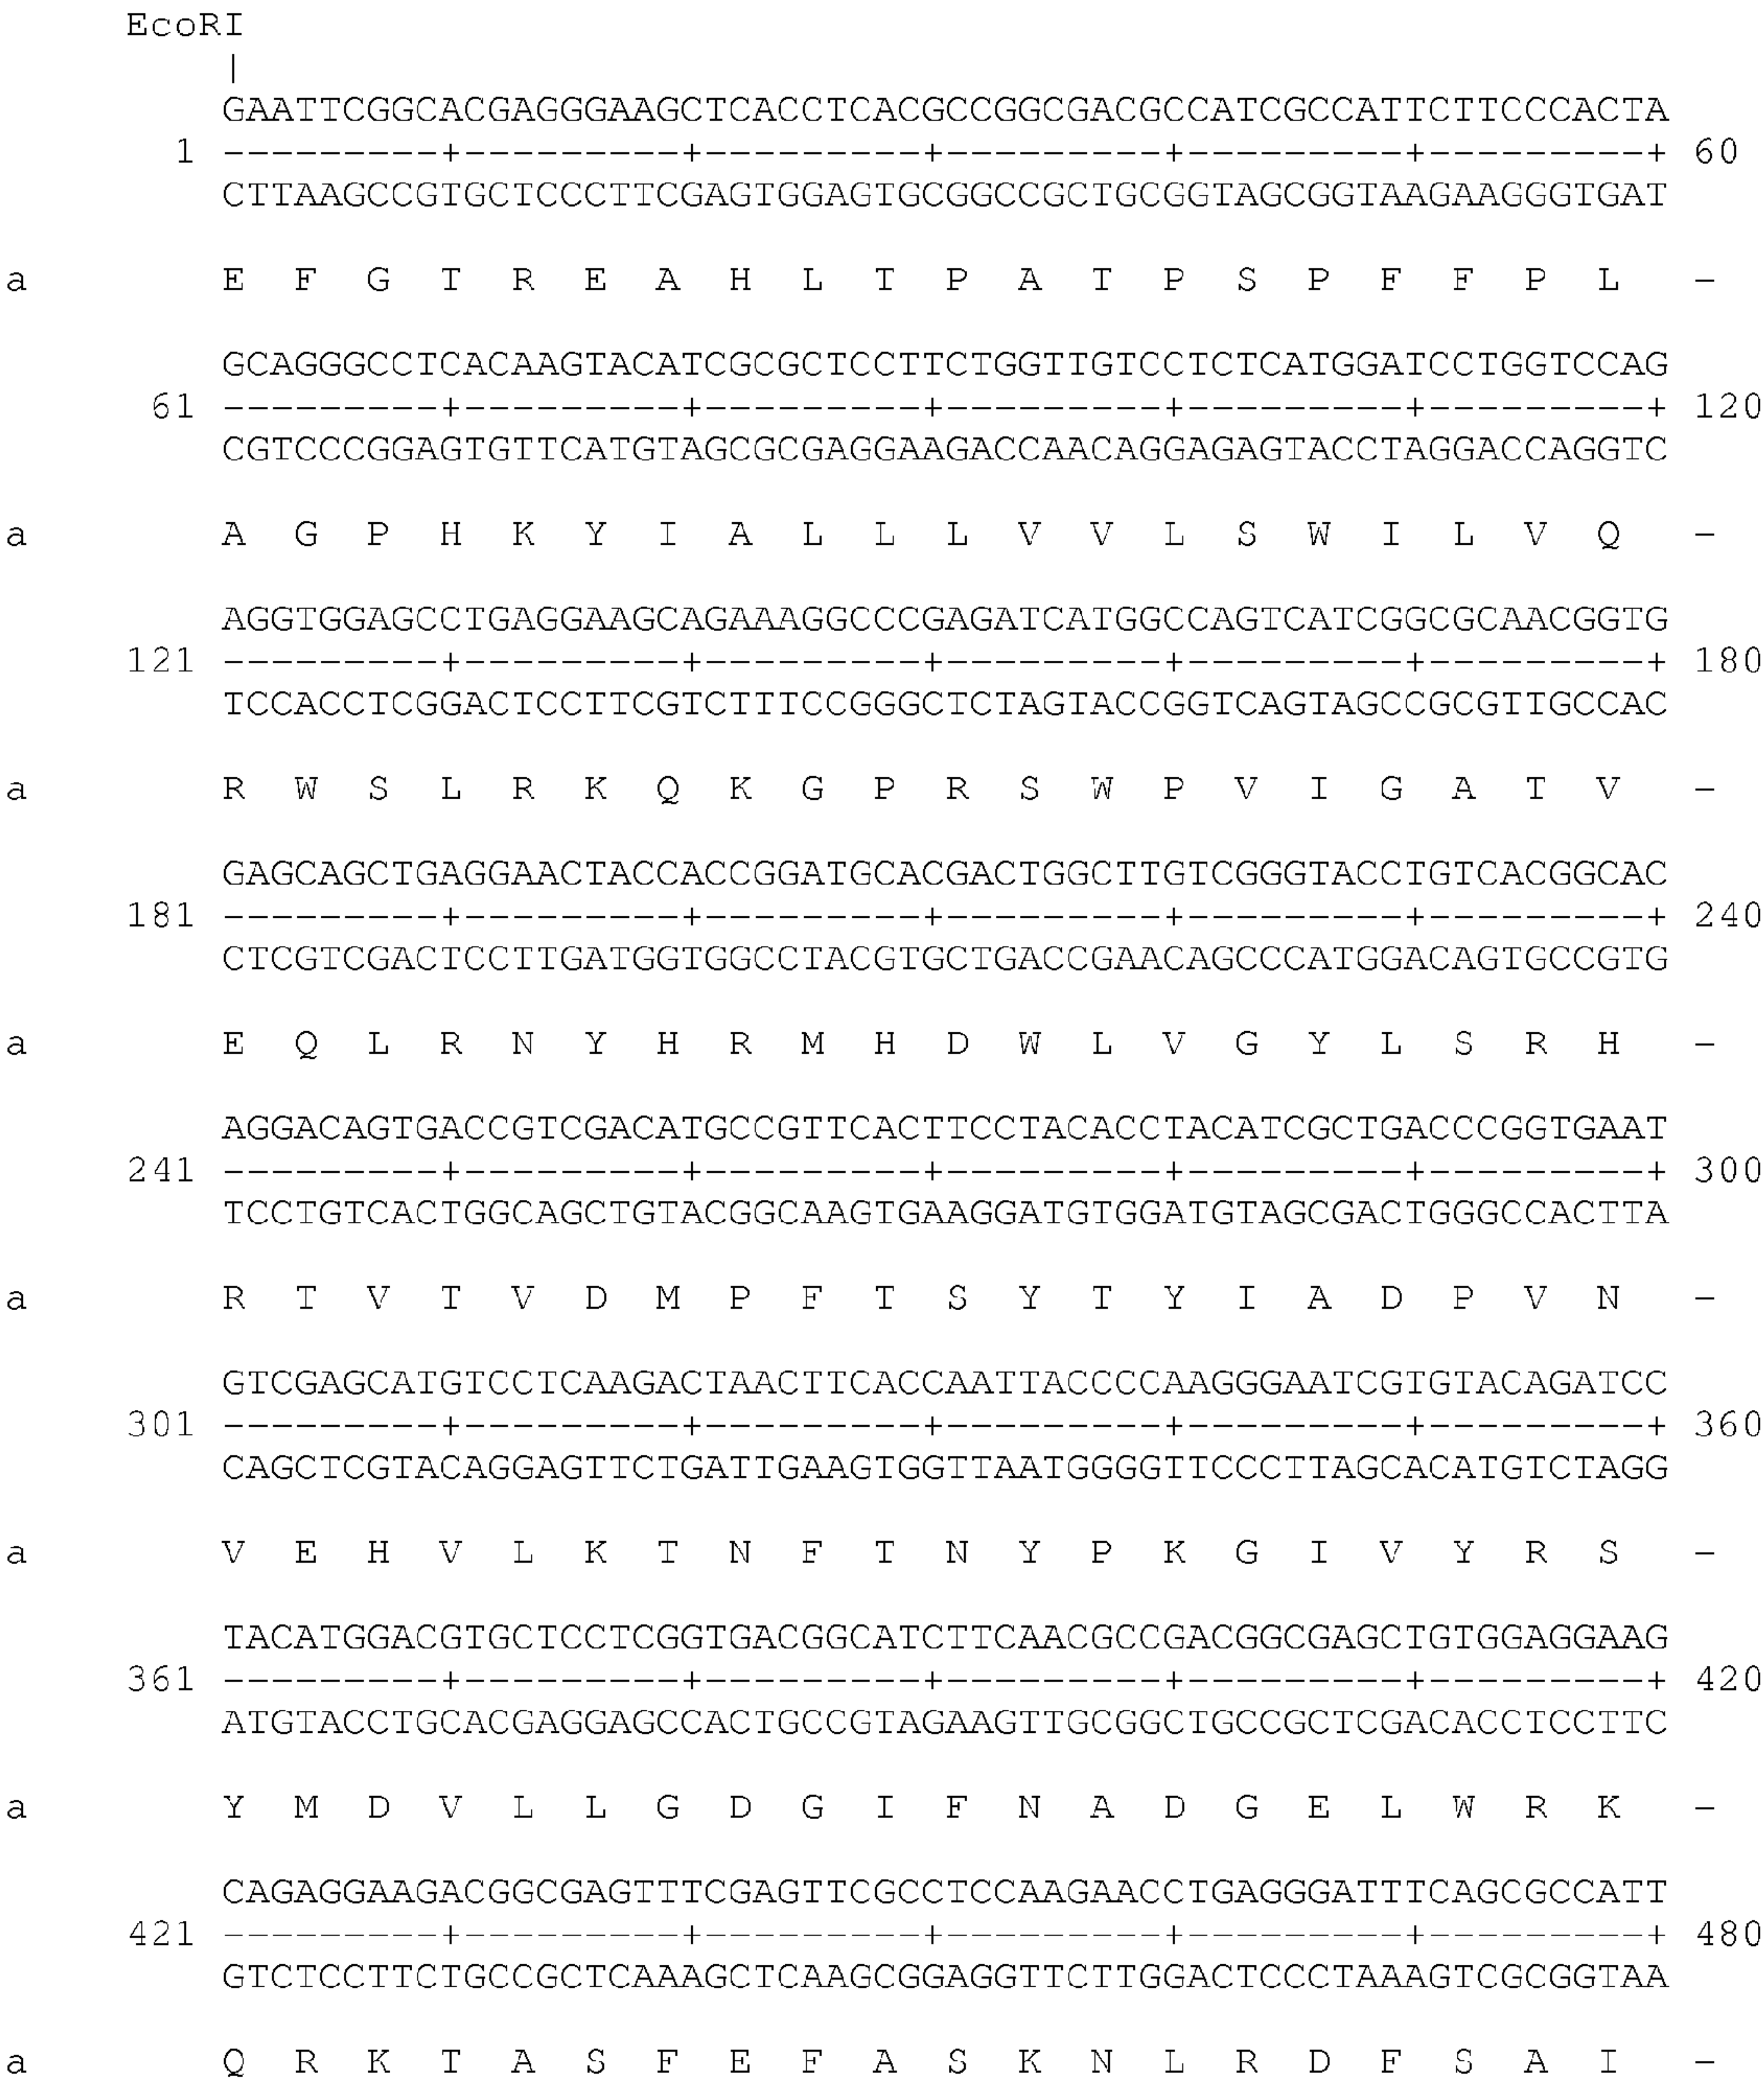 EcoRI
|
GAATTCGGCACGAGGGAAGCTCACCTCACGCCGGCGACGCCATCGCCATTCTTCCCACTA
1 ---------+---------+---------+---------+---------+---------+ 60
CTTAAGCCGTGCTCCCTTCGAGTGGAGTGCGGCCGCTGCGGTAGCGGTAAGAAGGGTGAT
a E F G T R E A H L T P A T P S P F F P L -
GCAGGGCCTCACAAGTACATCGCGCTCCTTCTGGTTGTCCTCTCATGGATCCTGGTCCAG
61 ---------+---------+---------+---------+---------+---------+ 120
CGTCCCGGAGTGTTCATGTAGCGCGAGGAAGACCAACAGGAGAGTACCTAGGACCAGGTC
a A G P H K Y I A L L L V V L S W I L V Q -
AGGTGGAGCCTGAGGAAGCAGAAAGGCCCGAGATCATGGCCAGTCATCGGCGCAACGGTG
121 ---------+---------+---------+---------+---------+---------+ 180
TCCACCTCGGACTCCTTCGTCTTTCCGGGCTCTAGTACCGGTCAGTAGCCGCGTTGCCAC
a R W S L R K Q K G P R S W P V I G A T V -
GAGCAGCTGAGGAACTACCACCGGATGCACGACTGGCTTGTCGGGTACCTGTCACGGCAC
181 ---------+---------+---------+---------+---------+---------+ 240
CTCGTCGACTCCTTGATGGTGGCCTACGTGCTGACCGAACAGCCCATGGACAGTGCCGTG
a E Q L R N Y H R M H D W L V G Y L S R H -
AGGACAGTGACCGTCGACATGCCGTTCACTTCCTACACCTACATCGCTGACCCGGTGAAT
241 ---------+---------+---------+---------+---------+---------+ 300
TCCTGTCACTGGCAGCTGTACGGCAAGTGAAGGATGTGGATGTAGCGACTGGGCCACTTA
a R T V T V D M P F T S Y T Y I A D P V N -
GTCGAGCATGTCCTCAAGACTAACTTCACCAATTACCCCAAGGGAATCGTGTACAGATCC
301 ---------+---------+---------+---------+---------+---------+ 360
CAGCTCGTACAGGAGTTCTGATTGAAGTGGTTAATGGGGTTCCCTTAGCACATGTCTAGG
a V E H V L K T N F T N Y P K G I V Y R S -
TACATGGACGTGCTCCTCGGTGACGGCATCTTCAACGCCGACGGCGAGCTGTGGAGGAAG
361 ---------+---------+---------+---------+---------+---------+ 420
ATGTACCTGCACGAGGAGCCACTGCCGTAGAAGTTGCGGCTGCCGCTCGACACCTCCTTC
a Y M D V L L G D G I F N A D G E L W R K -
CAGAGGAAGACGGCGAGTTTCGAGTTCGCCTCCAAGAACCTGAGGGATTTCAGCGCCATT
421 ---------+---------+---------+---------+---------+---------+ 480
GTCTCCTTCTGCCGCTCAAAGCTCAAGCGGAGGTTCTTGGACTCCCTAAAGTCGCGGTAA
a Q R K T A S F E F A S K N L R D F S A I -